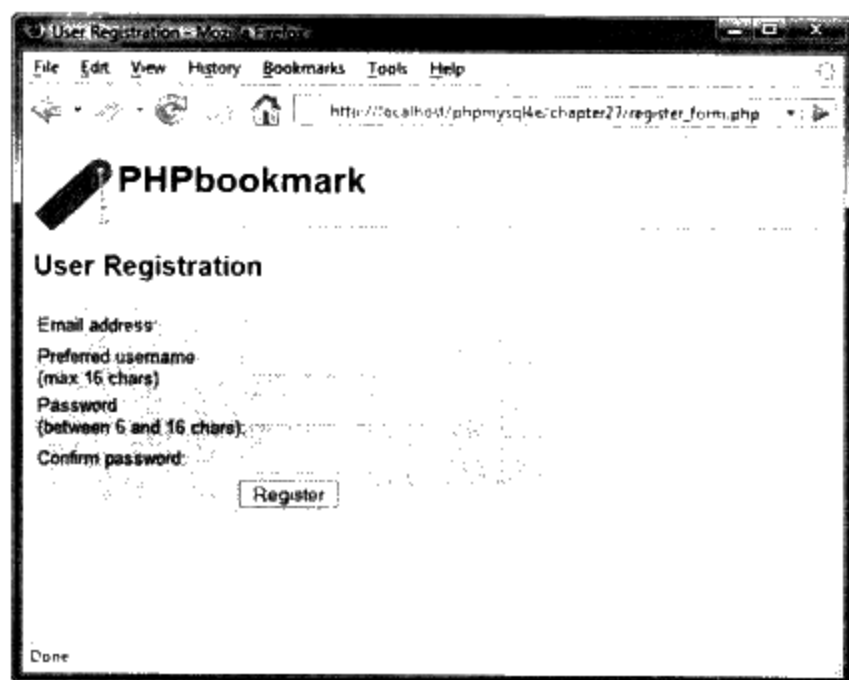 User Registration - Mozilla Firefox
File Edit View History Bookmarks Tools Help
http://localhost/phpmysql4e/chapter27/register_form.php
PHPbookmark
User Registration
Email address:
Preferred username
(max 16 chars)
Password
(between 6 and 16 chars):
Confirm password:
Register
Done